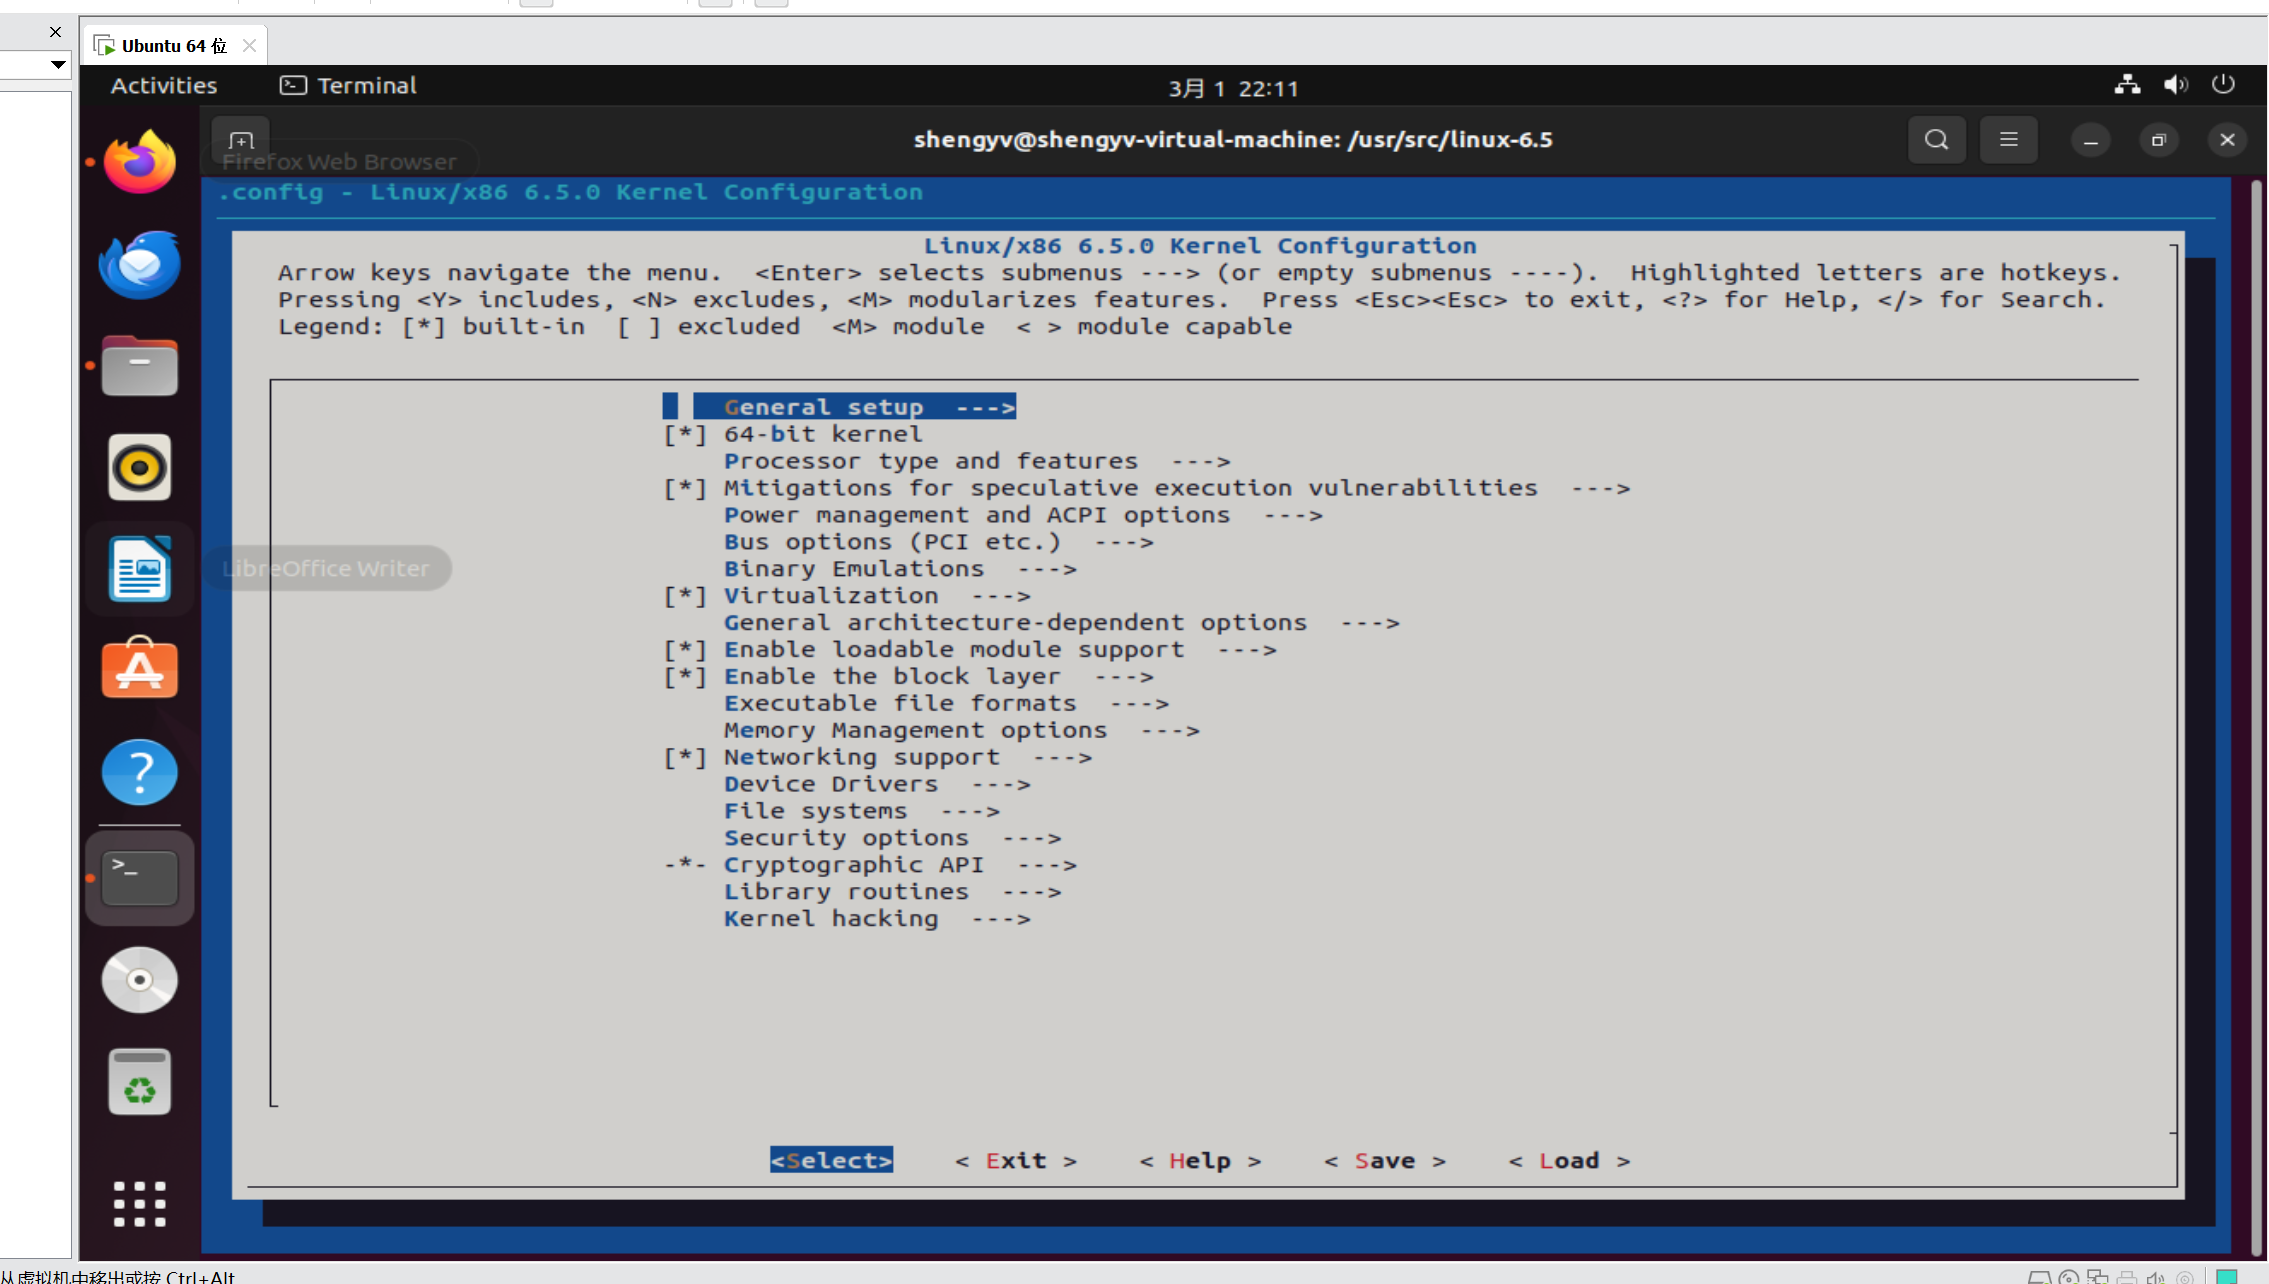 Ubuntu 64 位
Activities
Terminal
3月 1 22:11
shengyv@shengyv-virtual-machine: /usr/src/linux-6.5
Firefox Web Browser
.config - Linux/x86 6.5.0 Kernel Configuration
Linux/x86 6.5.0 Kernel Configuration
Arrow keys navigate the menu.  <Enter> selects submenus ---> (or empty submenus ----).  Highlighted letters are hotkeys.
Pressing <Y> includes, <N> excludes, <M> modularizes features.  Press <Esc><Esc> to exit, <?> for Help, </> for Search.
Legend: [*] built-in  [ ] excluded  <M> module  < > module capable
General setup  --->
[*] 64-bit kernel
Processor type and features  --->
[*] Mitigations for speculative execution vulnerabilities  --->
Power management and ACPI options  --->
Bus options (PCI etc.)  --->
Binary Emulations  --->
LibreOffice Writer
[*] Virtualization  --->
General architecture-dependent options  --->
[*] Enable loadable module support  --->
[*] Enable the block layer  --->
Executable file formats  --->
Memory Management options  --->
[*] Networking support  --->
Device Drivers  --->
File systems  --->
Security options  --->
-*- Cryptographic API  --->
Library routines  --->
Kernel hacking  --->
<Select>    < Exit >    < Help >    < Save >    < Load >
从虚拟机中移出或按 Ctrl+Alt